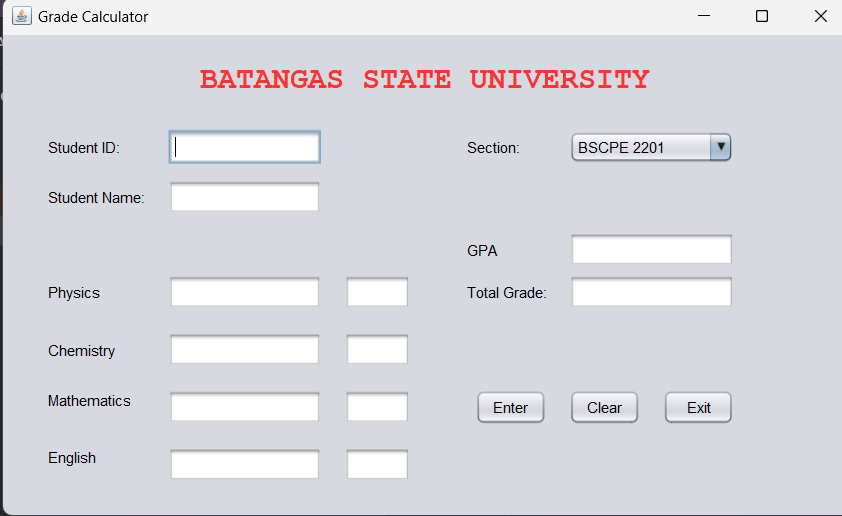 Grade Calculator
BATANGAS STATE UNIVERSITY
Student ID:
Section:
BSCPE 2201
Student Name:
GPA
Physics
Total Grade:
Chemistry
Mathematics
Enter
Clear
Exit
English